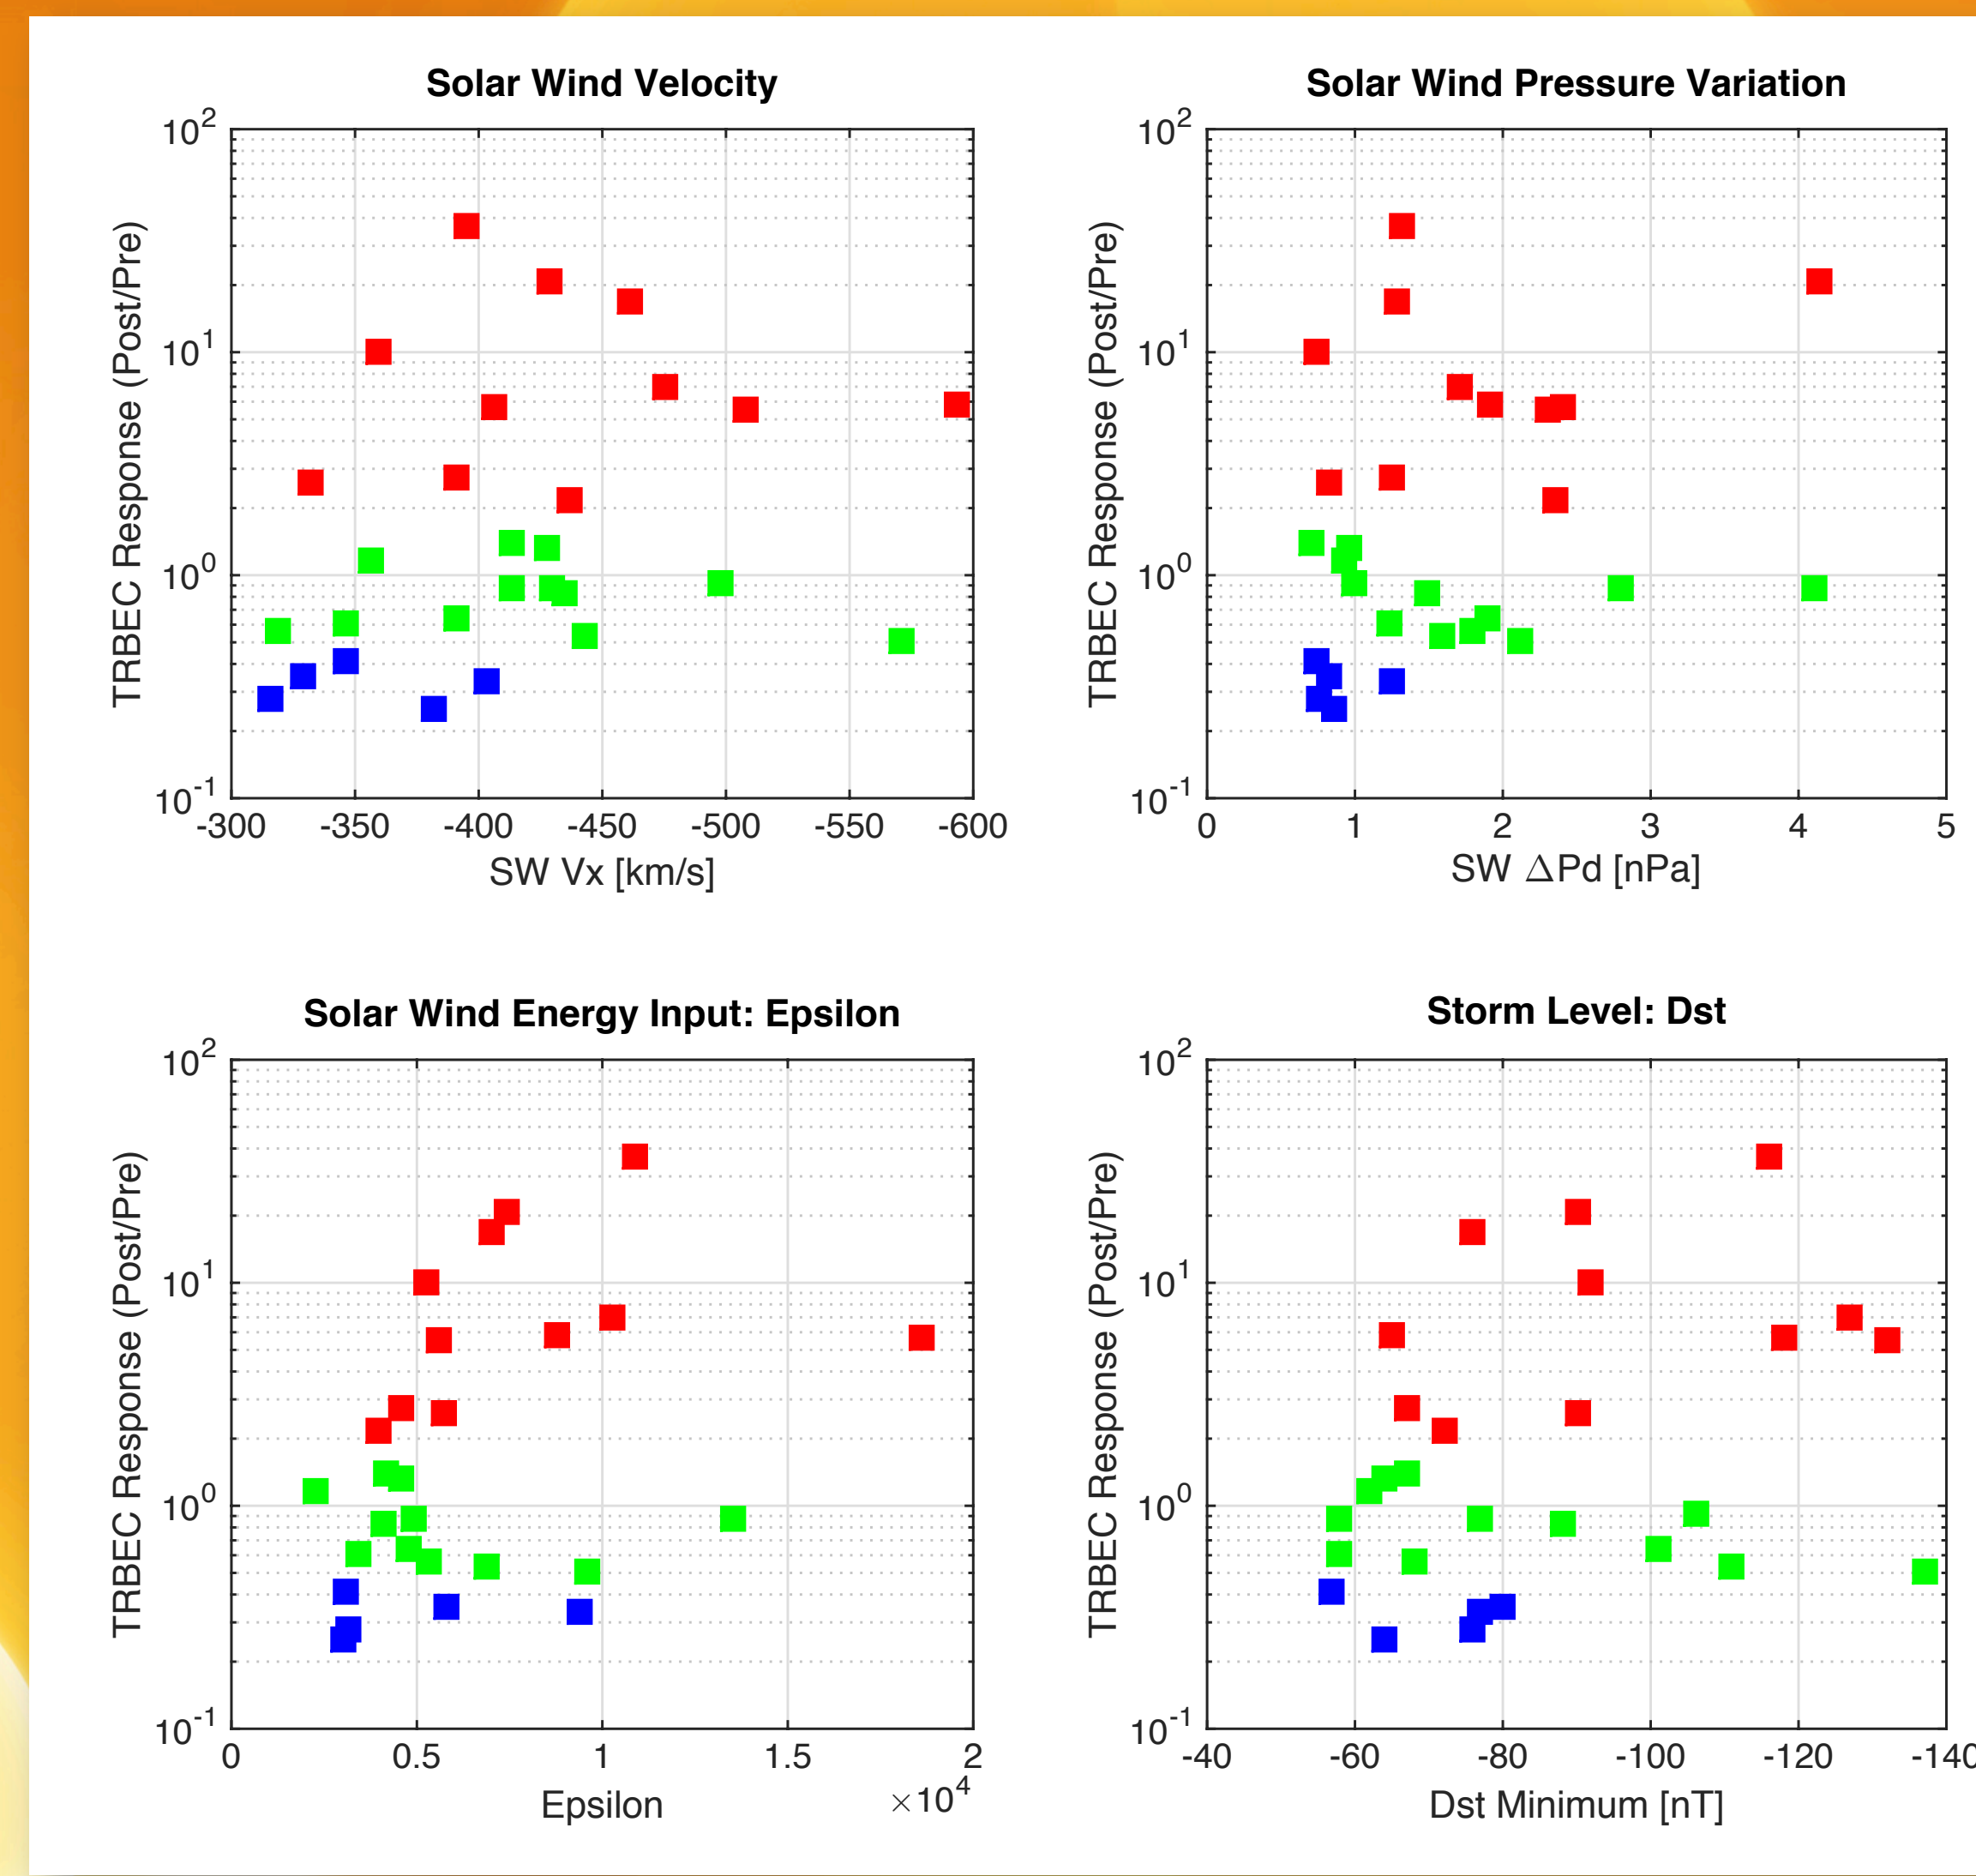 Solar Wind Velocity
10^2
10^1
10^0
10^-1
TRBEC Response (Post/Pre)
-300 -350 -400 -450 -500 -550 -600
SW Vx [km/s]
Solar Wind Pressure Variation
10^2
10^1
10^0
10^-1
TRBEC Response (Post/Pre)
0 1 2 3 4 5
SW ΔPd [nPa]
Solar Wind Energy Input: Epsilon
10^2
10^1
10^0
10^-1
TRBEC Response (Post/Pre)
0 0.5 1 1.5 2
Epsilon ×10^4
Storm Level: Dst
10^2
10^1
10^0
10^-1
TRBEC Response (Post/Pre)
-40 -60 -80 -100 -120 -140
Dst Minimum [nT]